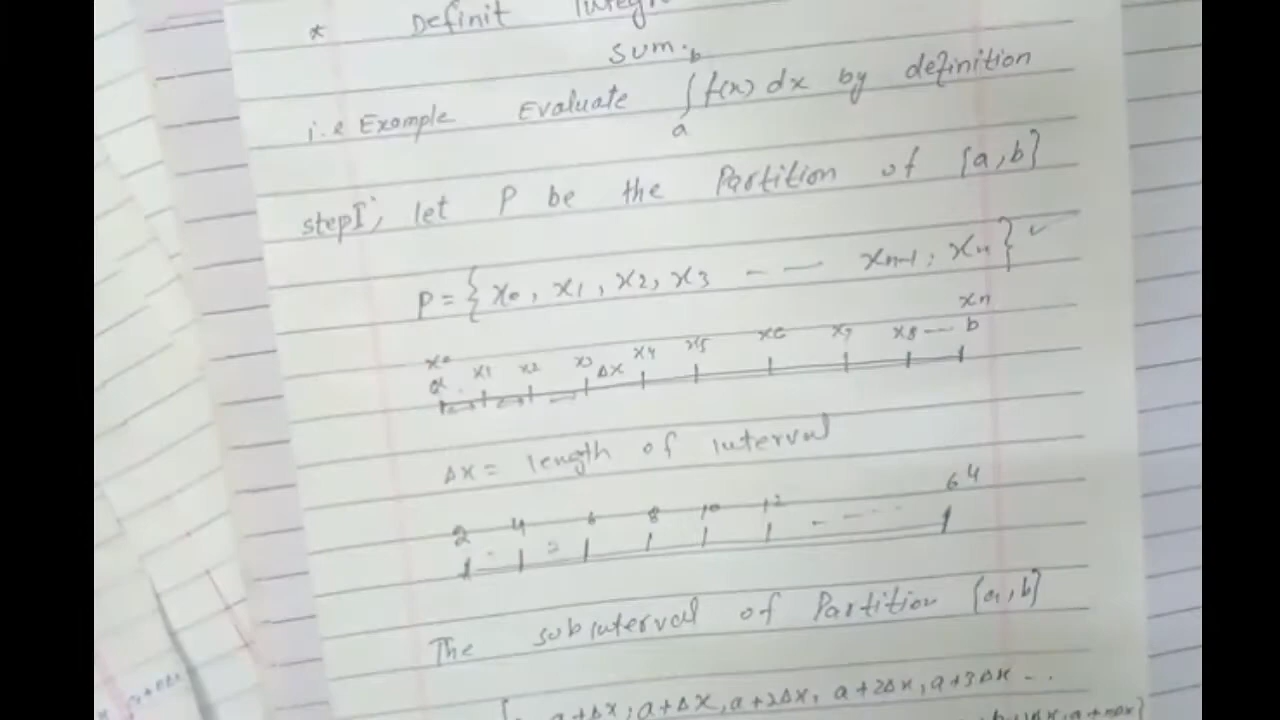 * Definit Integr
sum.
i.e Example Evaluate ∫ₐᵇ f(x) dx by definition
stepI, let P be the Partition of [a,b]
P = { x₀, x₁, x₂, x₃ -- — xₙ₋₁, xₙ }
xₙ
x₀ x₁ x₂ x₃ Δx x₄ x₅ x₆ x₇ x₈ --- b
a
Δx = length of interval
2 4 6 8 10 12 - ---- 64
The subinterval of Partition [a,b]
a+Δx, a+Δx, a+2Δx, a+2Δx, a+3Δx ...